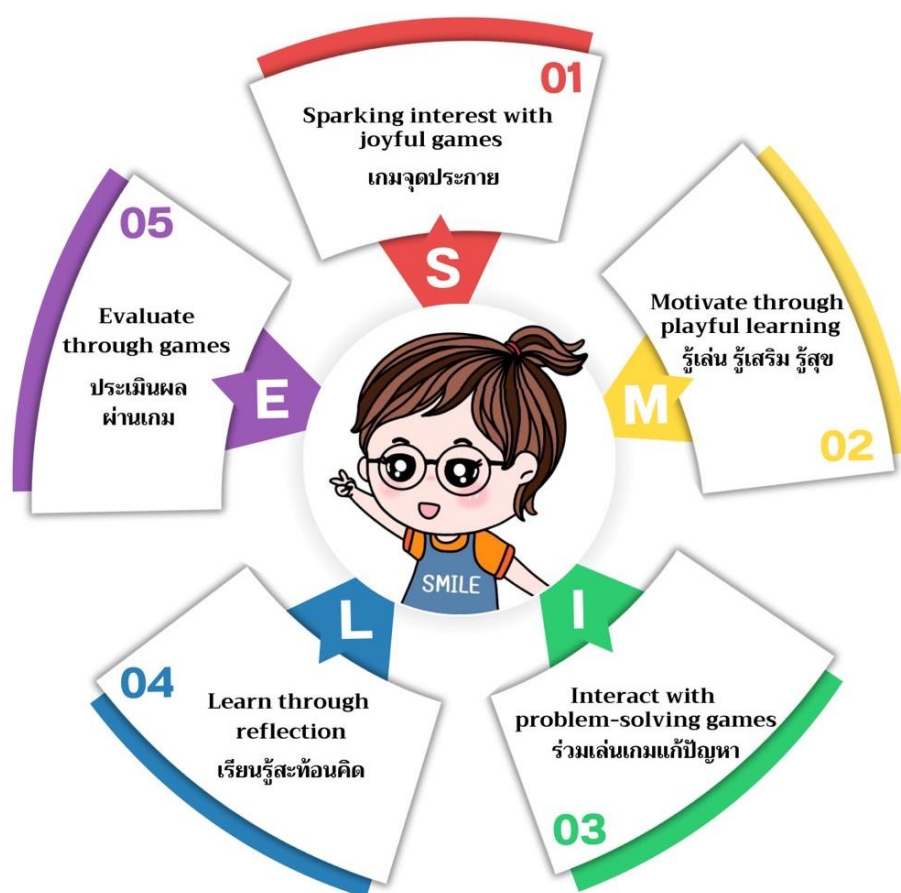 01
Sparking interest with
joyful games
เกมจุดประกาย
S
Motivate through
playful learning
รู้เล่น รู้เสริม รู้สุข
M
02
I
Interact with
problem-solving games
ร่วมเล่นเกมแก้ปัญหา
03
L
04
Learn through
reflection
เรียนรู้สะท้อนคิด
05
Evaluate
through games
ประเมินผล
ผ่านเกม
E
SMILE